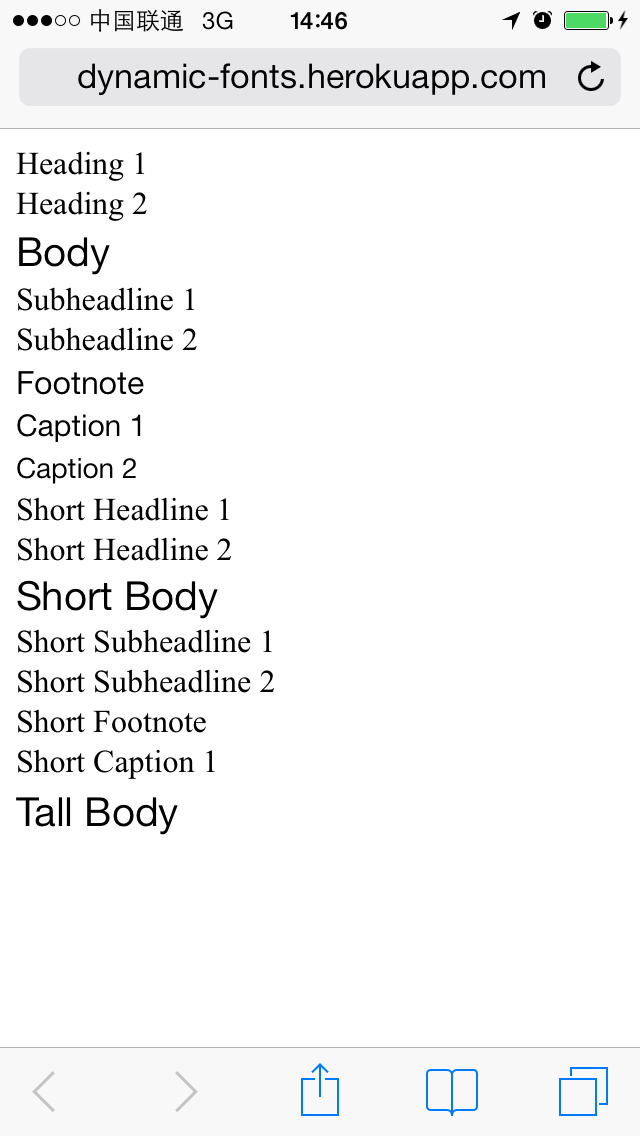 中国联通 3G 14:46
dynamic-fonts.herokuapp.com
Heading 1
Heading 2
Body
Subheadline 1
Subheadline 2
Footnote
Caption 1
Caption 2
Short Headline 1
Short Headline 2
Short Body
Short Subheadline 1
Short Subheadline 2
Short Footnote
Short Caption 1
Tall Body